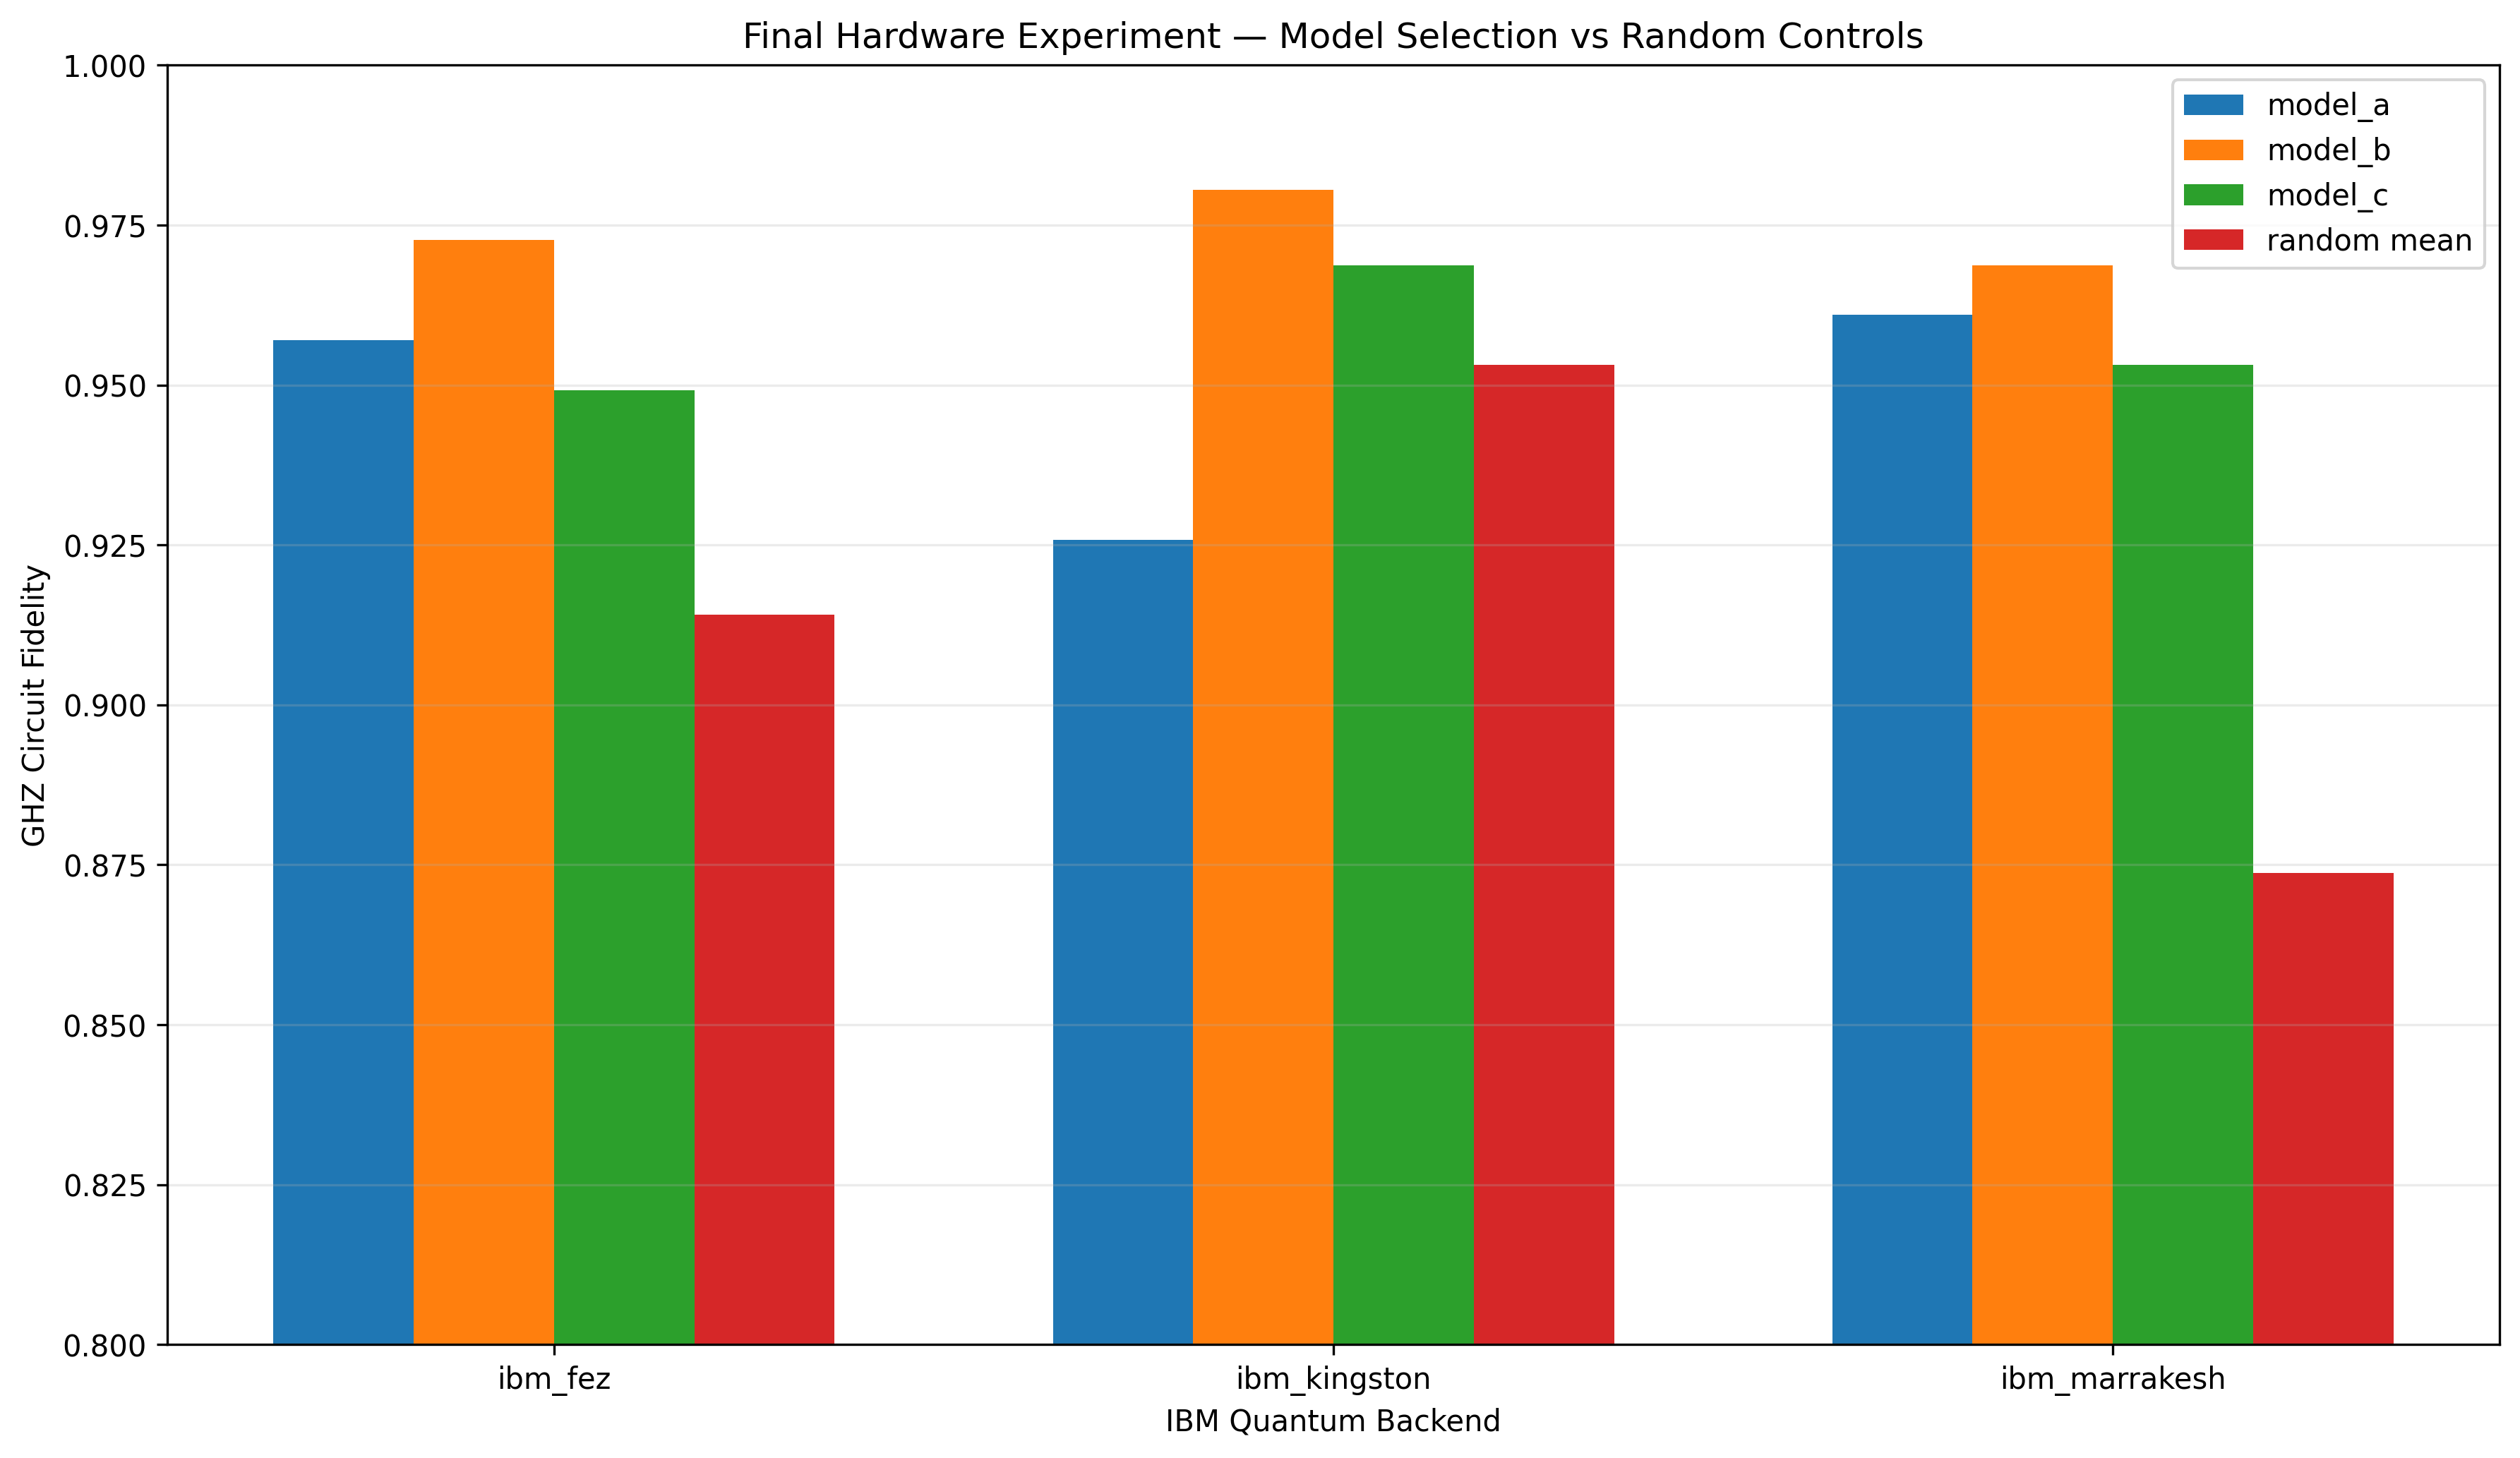 Final Hardware Experiment — Model Selection vs Random Controls
model_a
model_b
model_c
random mean
GHZ Circuit Fidelity
1.000
0.975
0.950
0.925
0.900
0.875
0.850
0.825
0.800
ibm_fez
ibm_kingston
ibm_marrakesh
IBM Quantum Backend